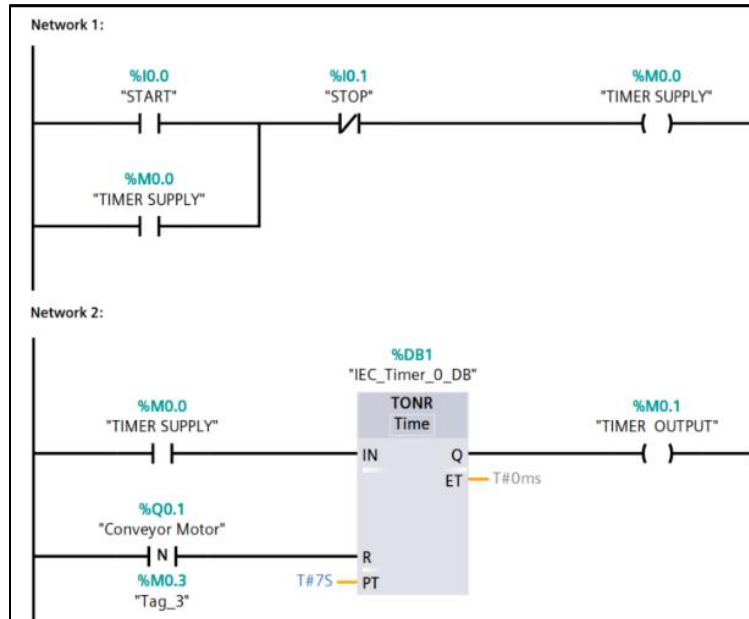 Network 1:
%I0.0
"START"
%I0.1
"STOP"
%M0.0
"TIMER SUPPLY"
%M0.0
"TIMER SUPPLY"
Network 2:
%DB1
"IEC_Timer_0_DB"
TONR
Time
%M0.0
"TIMER SUPPLY"
%M0.1
"TIMER OUTPUT"
IN
Q
ET
T#0ms
%Q0.1
"Conveyor Motor"
N
R
%M0.3
"Tag_3"
T#7S
PT